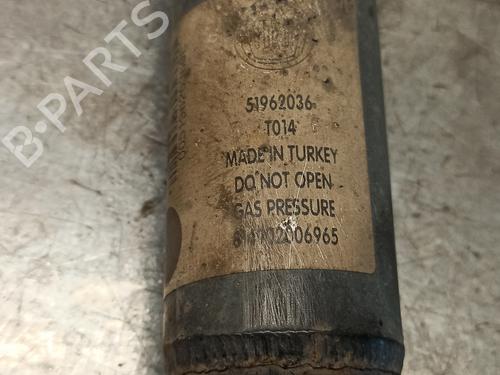 B-PARTS
51962036
T014
MADE IN TURKEY
DO NOT OPEN
GAS PRESSURE